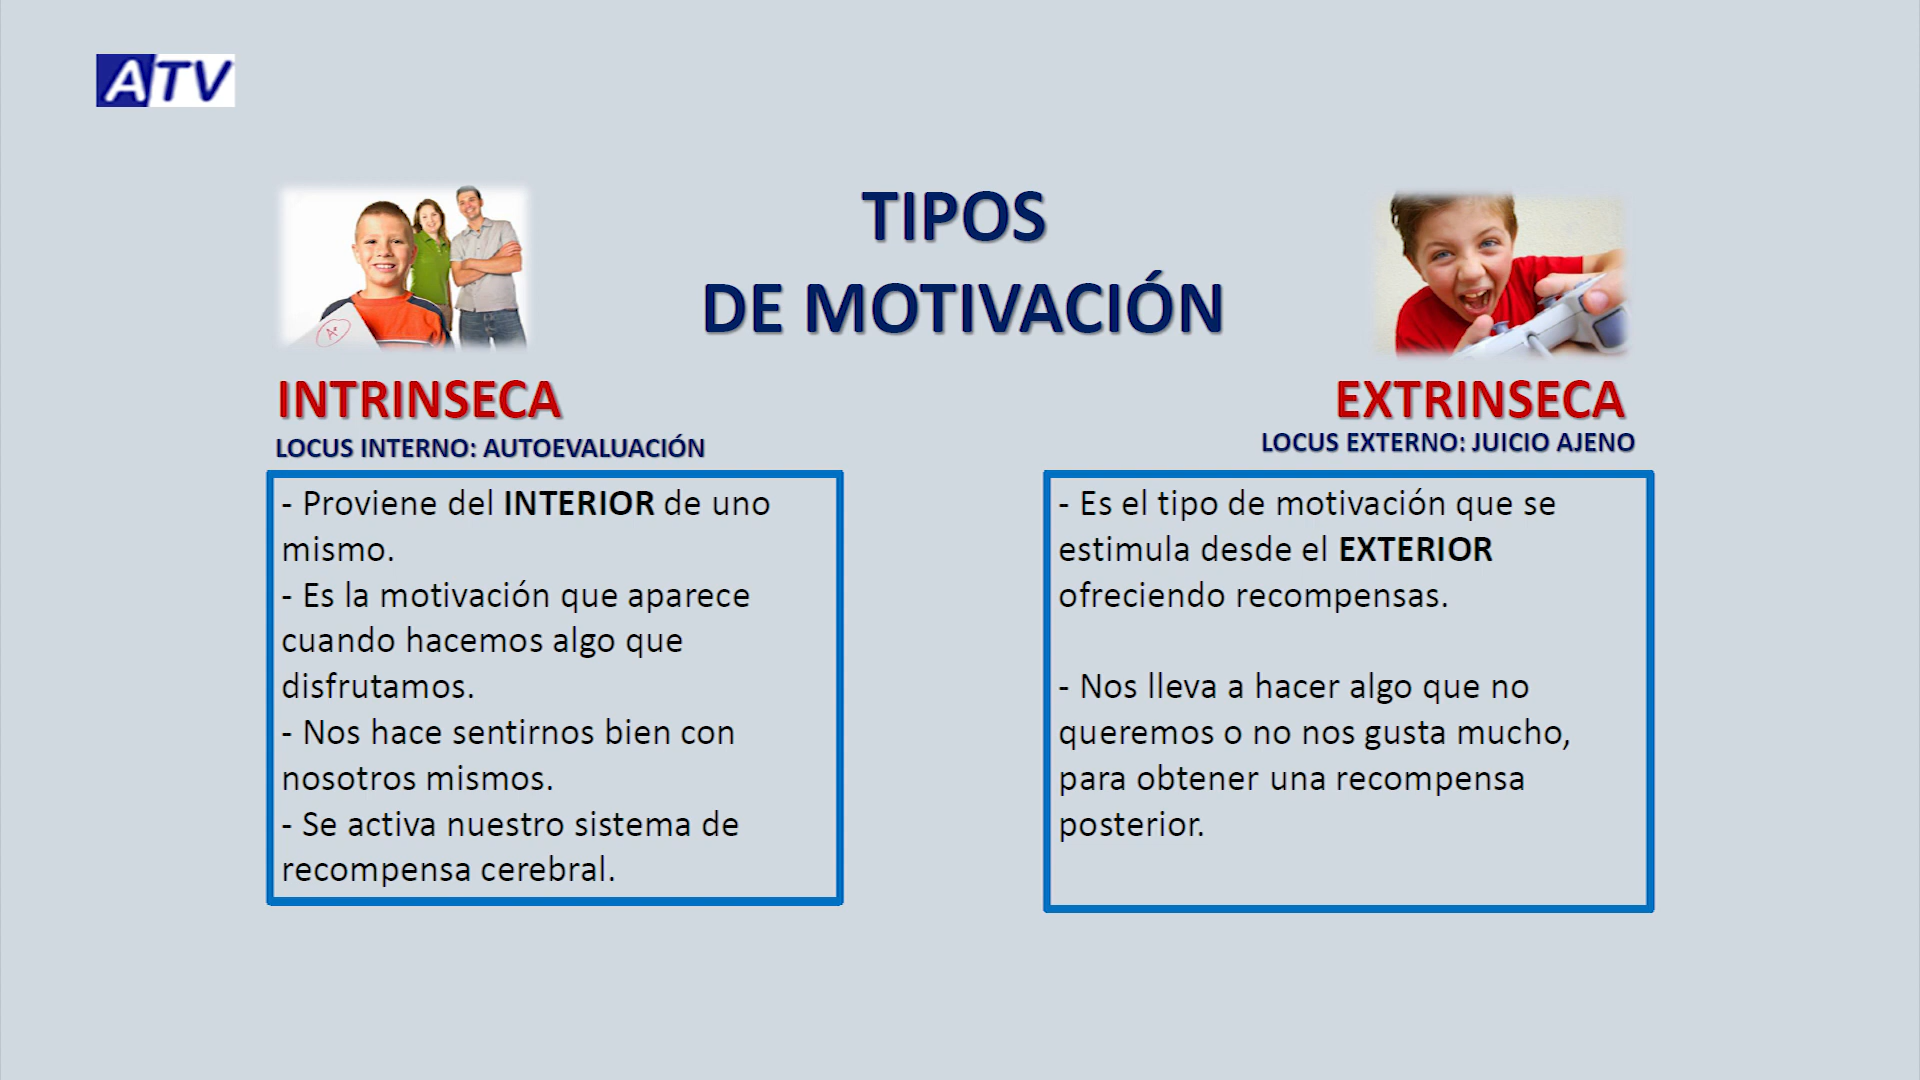 ATV
TIPOS
DE MOTIVACIÓN
INTRINSECA
LOCUS INTERNO: AUTOEVALUACIÓN
- Proviene del INTERIOR de uno
mismo.
- Es la motivación que aparece
cuando hacemos algo que
disfrutamos.
- Nos hace sentirnos bien con
nosotros mismos.
- Se activa nuestro sistema de
recompensa cerebral.
EXTRINSECA
LOCUS EXTERNO: JUICIO AJENO
- Es el tipo de motivación que se
estimula desde el EXTERIOR
ofreciendo recompensas.
- Nos lleva a hacer algo que no
queremos o no nos gusta mucho,
para obtener una recompensa
posterior.